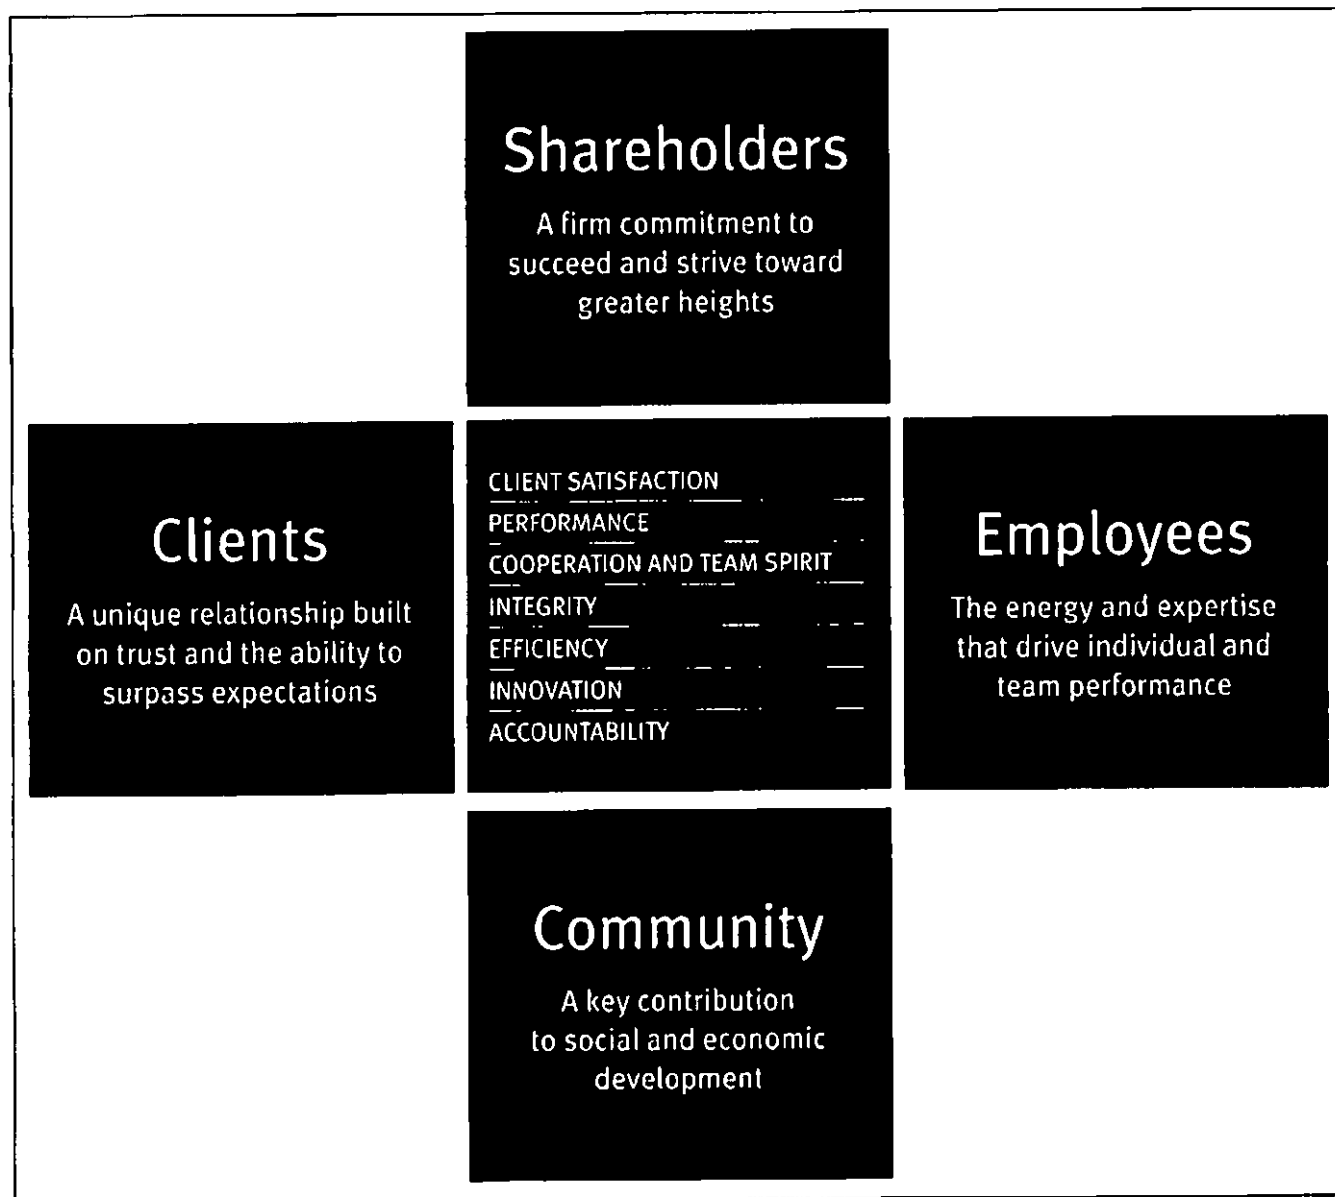 Shareholders
A firm commitment to
succeed and strive toward
greater heights
Clients
A unique relationship built
on trust and the ability to
surpass expectations
CLIENT SATISFACTION
PERFORMANCE
COOPERATION AND TEAM SPIRIT
INTEGRITY
EFFICIENCY
INNOVATION
ACCOUNTABILITY
Employees
The energy and expertise
that drive individual and
team performance
Community
A key contribution
to social and economic
development